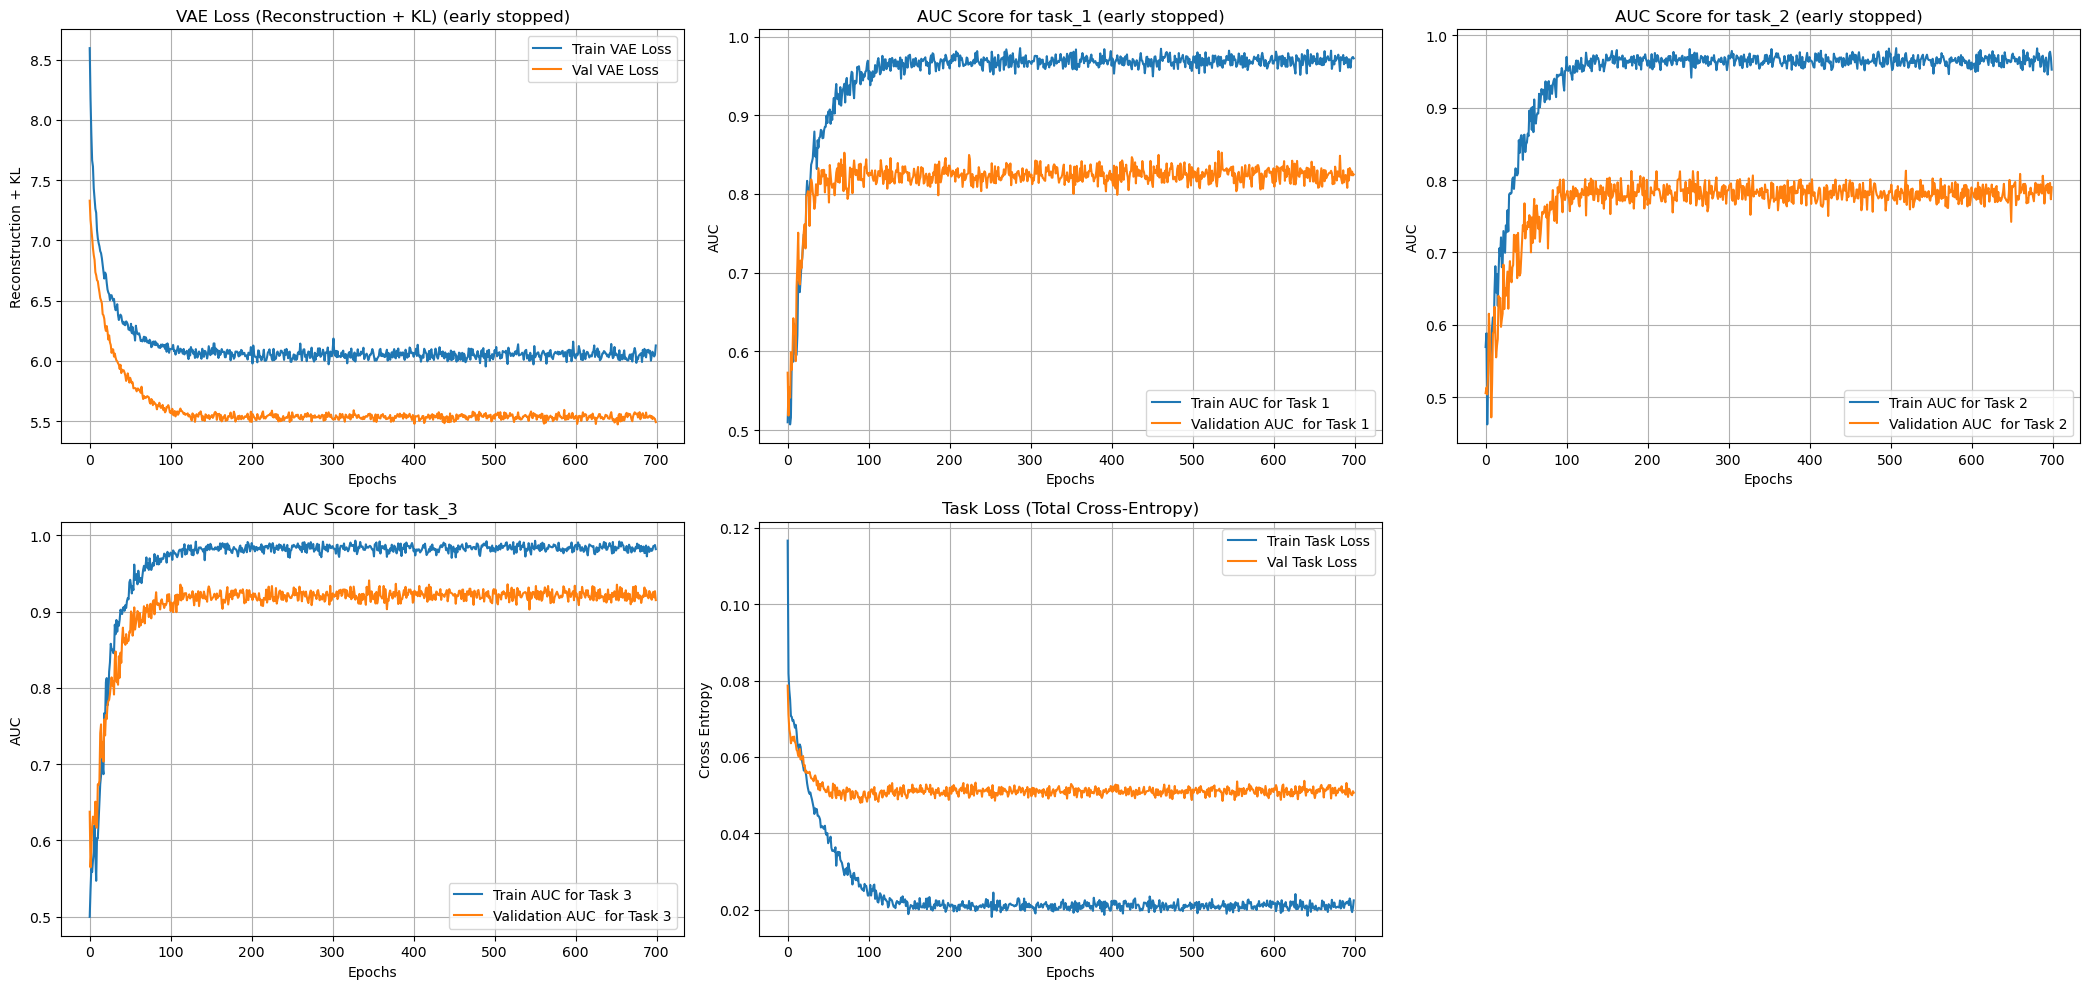 VAE Loss (Reconstruction + KL) (early stopped)
Reconstruction + KL
8.5
8.0
7.5
7.0
6.5
6.0
5.5
Train VAE Loss
Val VAE Loss
0 100 200 300 400 500 600 700
Epochs
AUC Score for task_1 (early stopped)
AUC
1.0
0.9
0.8
0.7
0.6
0.5
Train AUC for Task 1
Validation AUC  for Task 1
0 100 200 300 400 500 600 700
Epochs
AUC Score for task_2 (early stopped)
AUC
1.0
0.9
0.8
0.7
0.6
0.5
Train AUC for Task 2
Validation AUC  for Task 2
0 100 200 300 400 500 600 700
Epochs
AUC Score for task_3
AUC
1.0
0.9
0.8
0.7
0.6
0.5
Train AUC for Task 3
Validation AUC  for Task 3
0 100 200 300 400 500 600 700
Epochs
Task Loss (Total Cross-Entropy)
Cross Entropy
0.12
0.10
0.08
0.06
0.04
0.02
Train Task Loss
Val Task Loss
0 100 200 300 400 500 600 700
Epochs